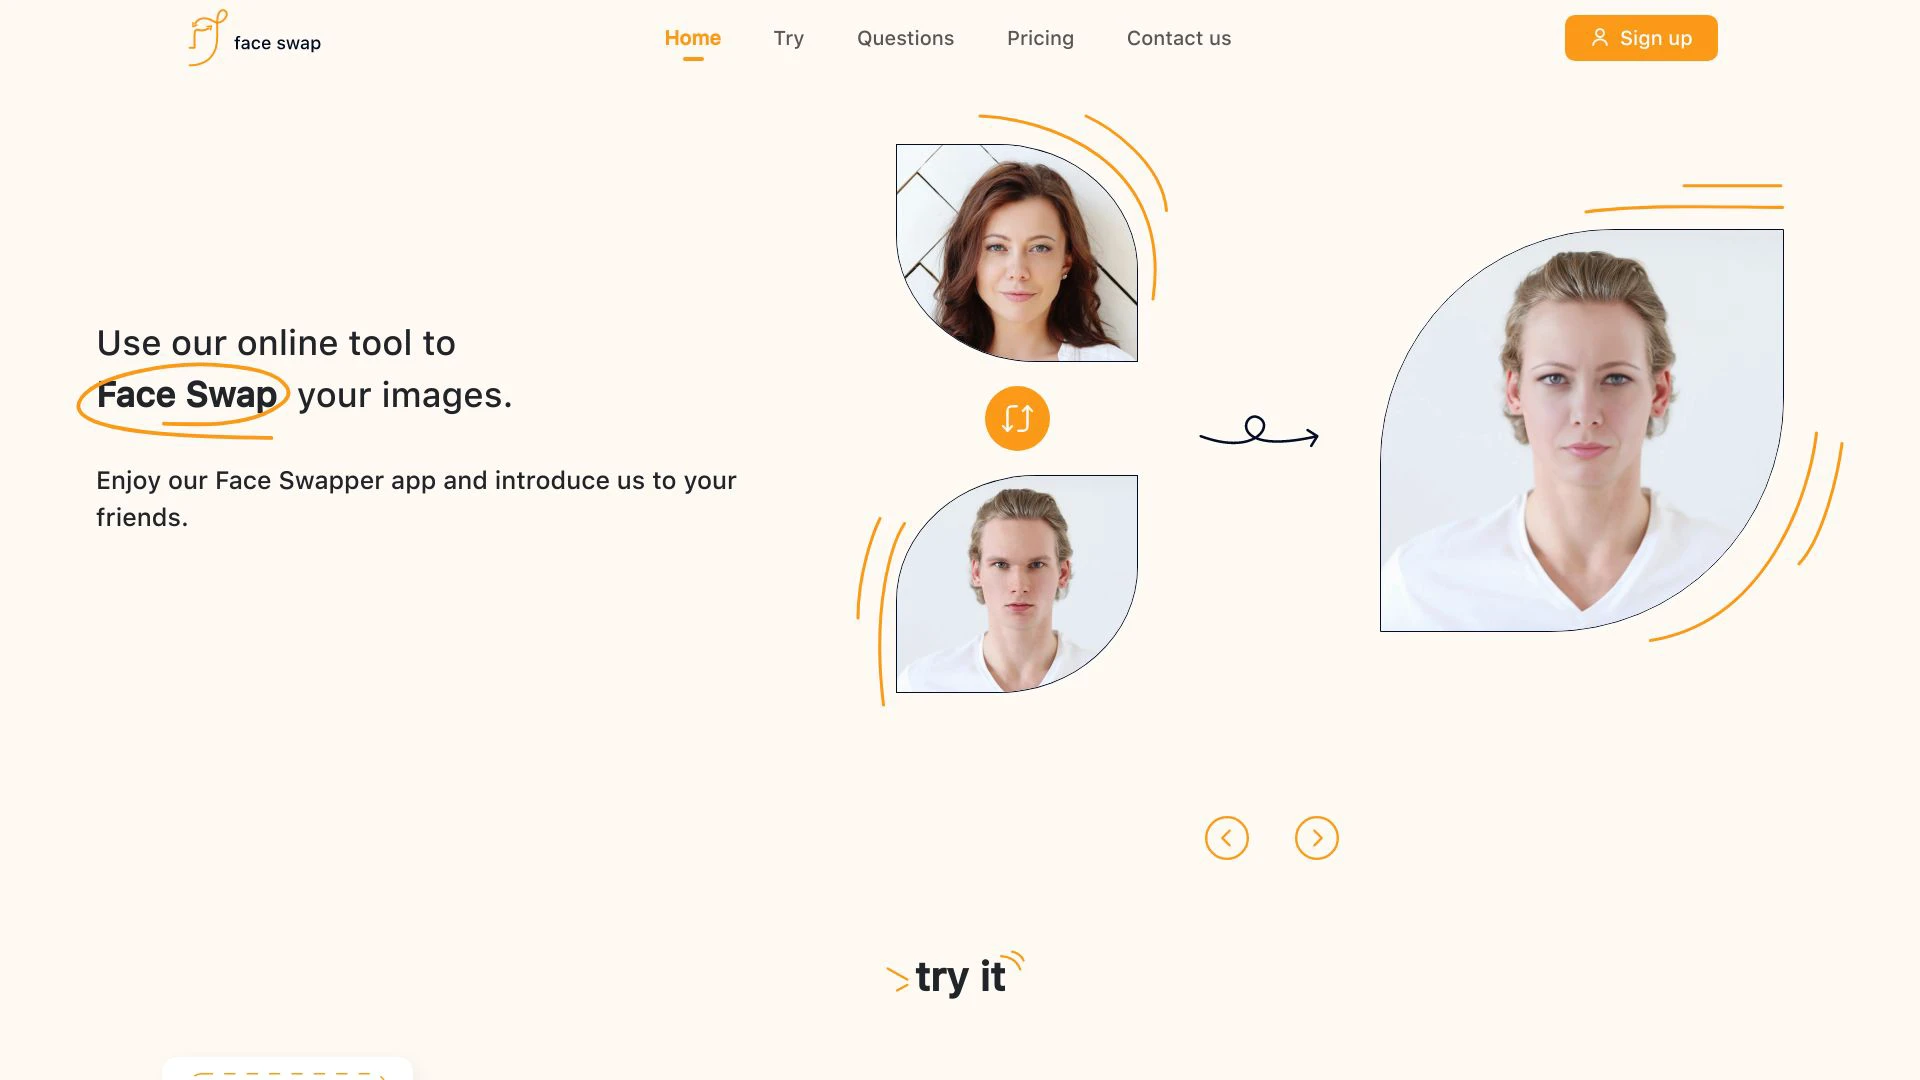 face swap
Home
Try
Questions
Pricing
Contact us
Sign up
Use our online tool to
Face Swap your images.
Enjoy our Face Swapper app and introduce us to your
friends.
try it